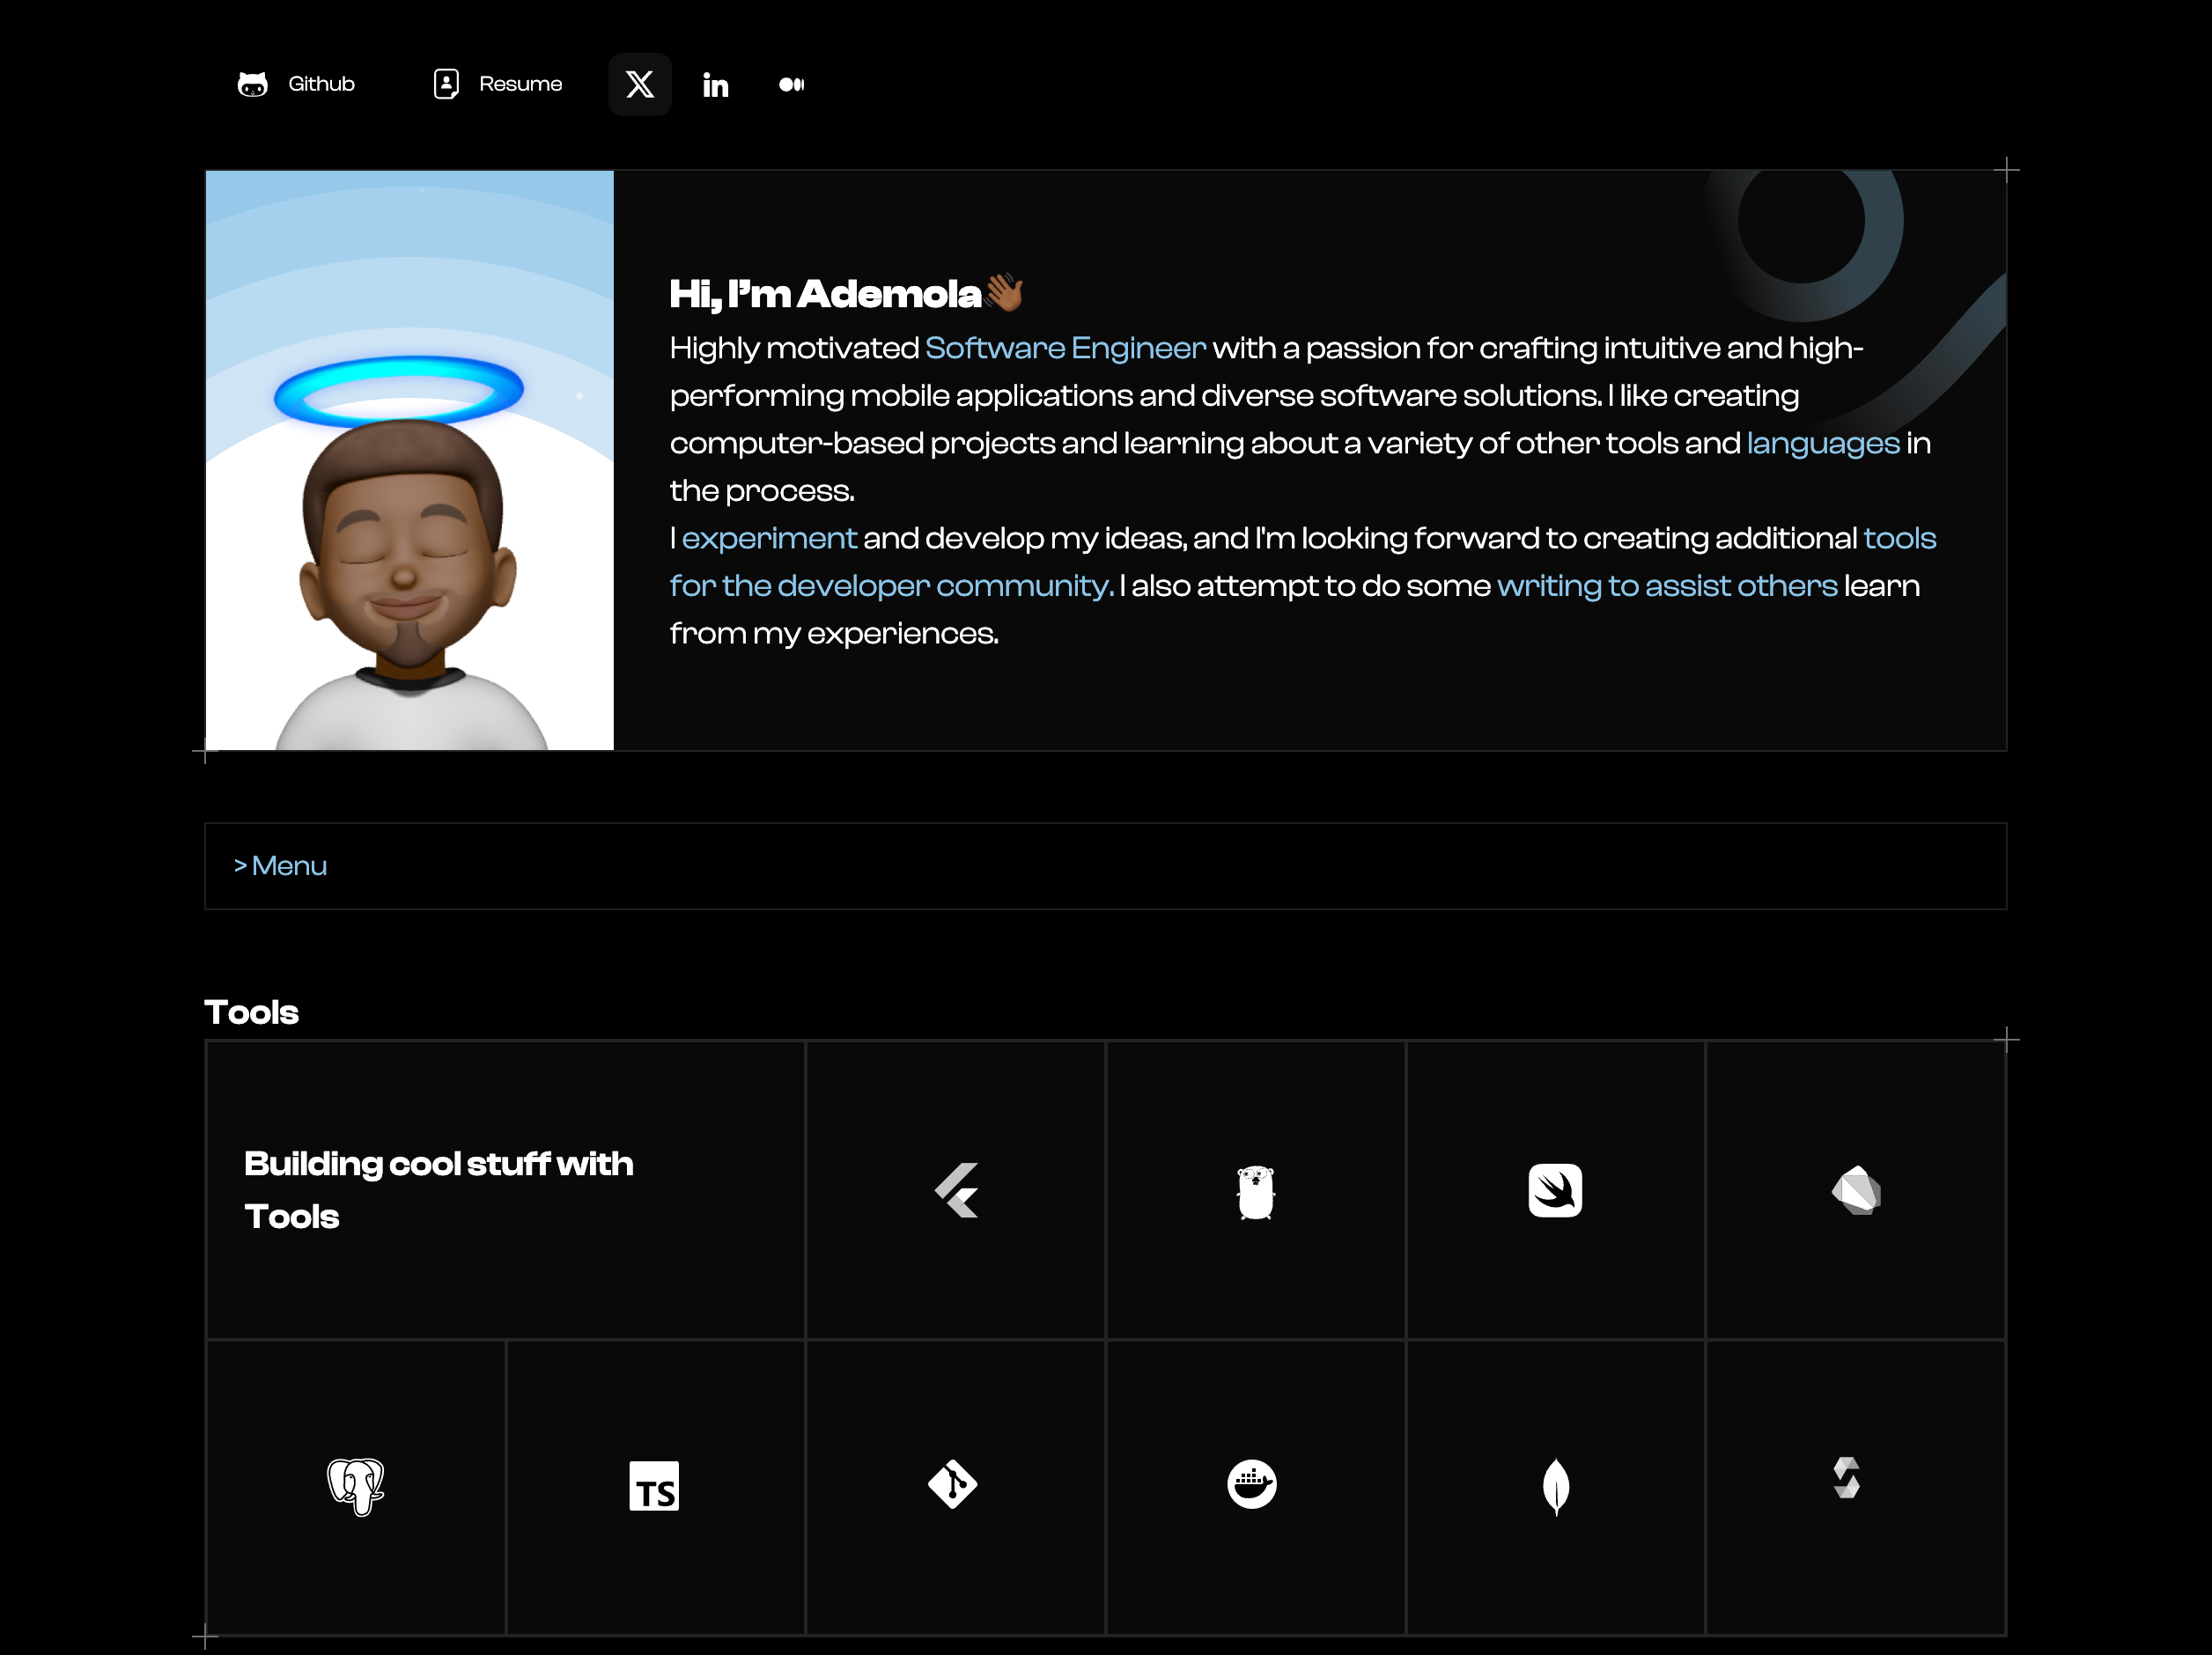 Github
Resume
Hi, I'm Ademola👋🏾
Highly motivated Software Engineer with a passion for crafting intuitive and high-
performing mobile applications and diverse software solutions. I like creating
computer-based projects and learning about a variety of other tools and languages in
the process.
I experiment and develop my ideas, and I'm looking forward to creating additional tools
for the developer community. I also attempt to do some writing to assist others learn
from my experiences.
> Menu
Tools
Building cool stuff with
Tools
TS